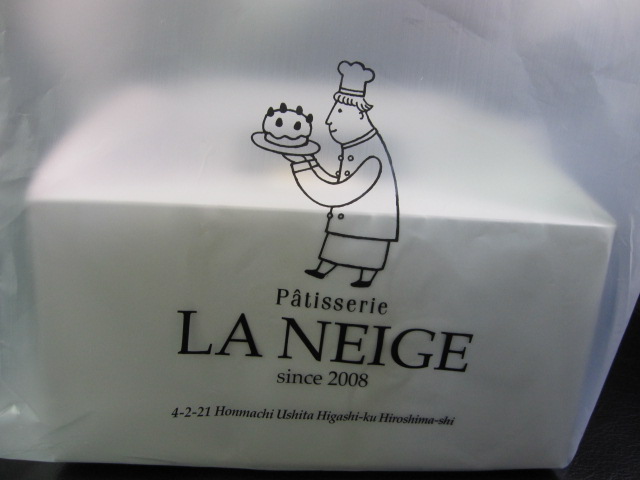 Pâtisserie
LA NEIGE
since 2008
4-2-21 Honmachi Ushita Higashi-ku Hiroshima-shi